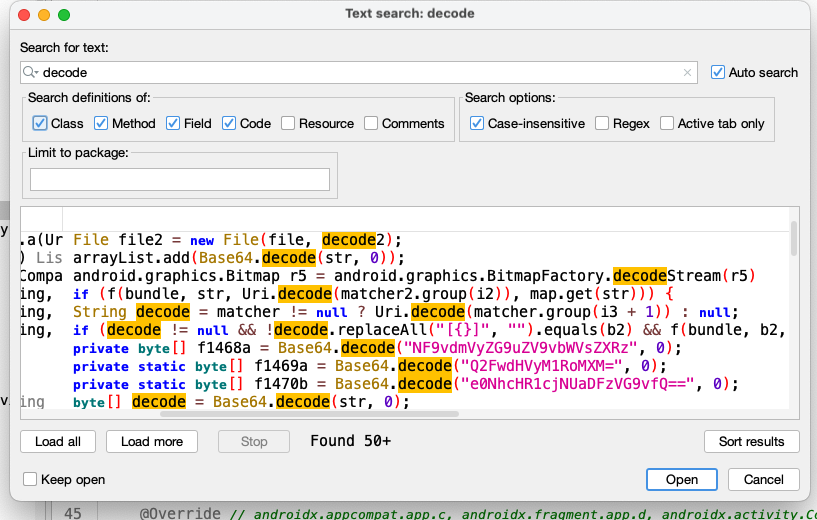 Text search: decode
Search for text:
decode
Auto search
Search definitions of:
Class Method Field Code Resource Comments
Search options:
Case-insensitive Regex Active tab only
Limit to package:
.a(Ur File file2 = new File(file, decode2);
) Lis arrayList.add(Base64.decode(str, 0));
Compa android.graphics.Bitmap r5 = android.graphics.BitmapFactory.decodeStream(r5)
ing, if (f(bundle, str, Uri.decode(matcher2.group(i2)), map.get(str))) {
ing, String decode = matcher != null ? Uri.decode(matcher.group(i3 + 1)) : null;
ing, if (decode != null && !decode.replaceAll("[{}]", "").equals(b2) && f(bundle, b2,
private byte[] f1468a = Base64.decode("NF9vdmVyZG9uZV9vbWVsZXRz", 0);
private static byte[] f1469a = Base64.decode("Q2FwdHVyM1RoMXM=", 0);
private static byte[] f1470b = Base64.decode("e0NhcHR1cjNUaDFzVG9vfQ==", 0);
ing byte[] decode = Base64.decode(str, 0);
Load all Load more Stop Found 50+ Sort results
Keep open Open Cancel
45 @Override // androidx.appcompat.app.c, androidx.fragment.app.d, androidx.activity.Co